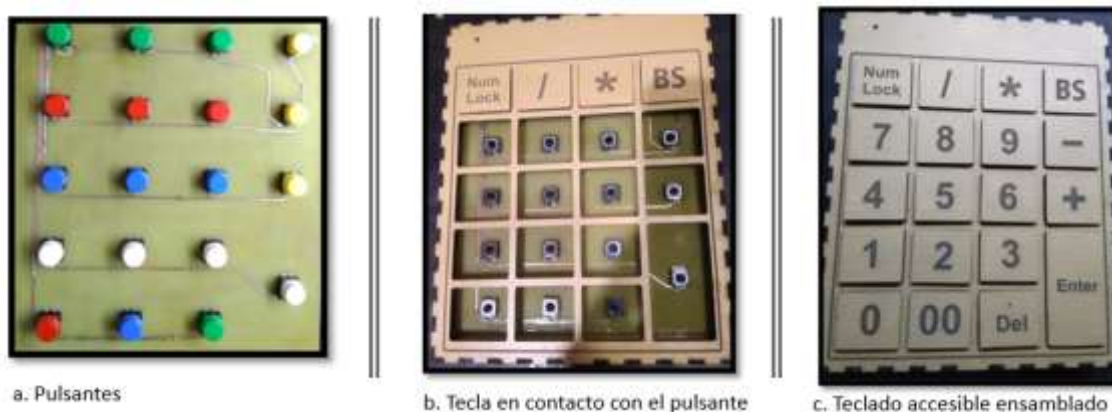 Num
Lock
/
*
BS
Num
Lock
/
*
BS
7
8
9
-
4
5
6
+
1
2
3
Enter
0
00
Del
a. Pulsantes
b. Tecla en contacto con el pulsante
c. Teclado accesible ensamblado